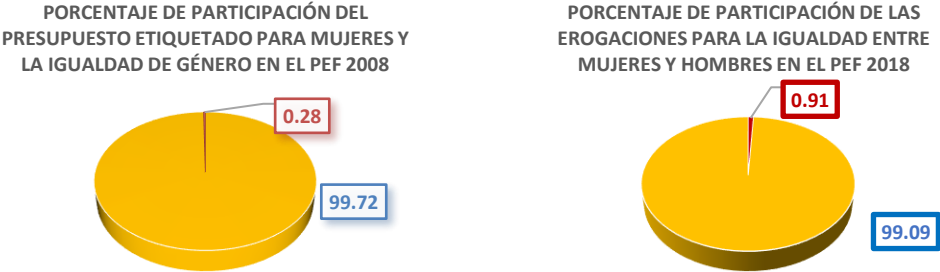 PORCENTAJE DE PARTICIPACIÓN DEL
PRESUPUESTO ETIQUETADO PARA MUJERES Y
LA IGUALDAD DE GÉNERO EN EL PEF 2008
0.28
99.72
PORCENTAJE DE PARTICIPACIÓN DE LAS
EROGACIONES PARA LA IGUALDAD ENTRE
MUJERES Y HOMBRES EN EL PEF 2018
0.91
99.09